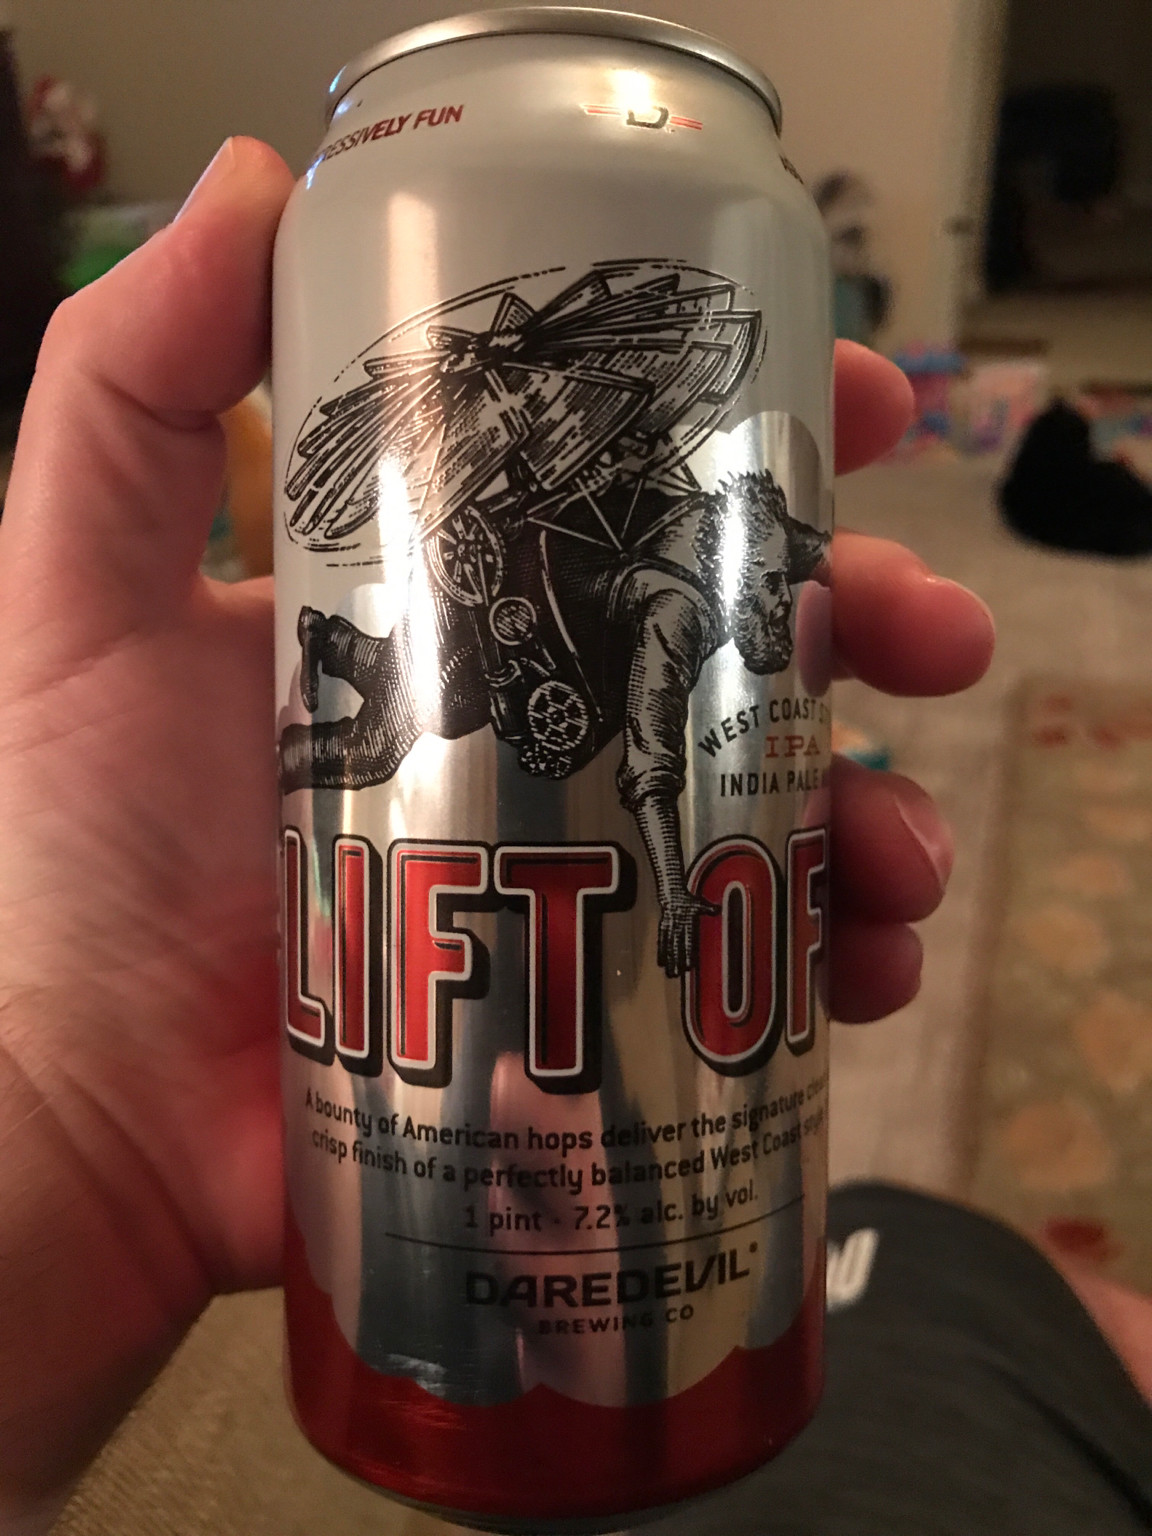 FUN
D
WEST COAST
IPA
INDIA PALE
LIFT OF
A bounty of American hops deliver the signature
crisp finish of a perfectly balanced West Coast style
1 pint - 7.2% alc. by vol.
DAREDEVIL
BREWING CO